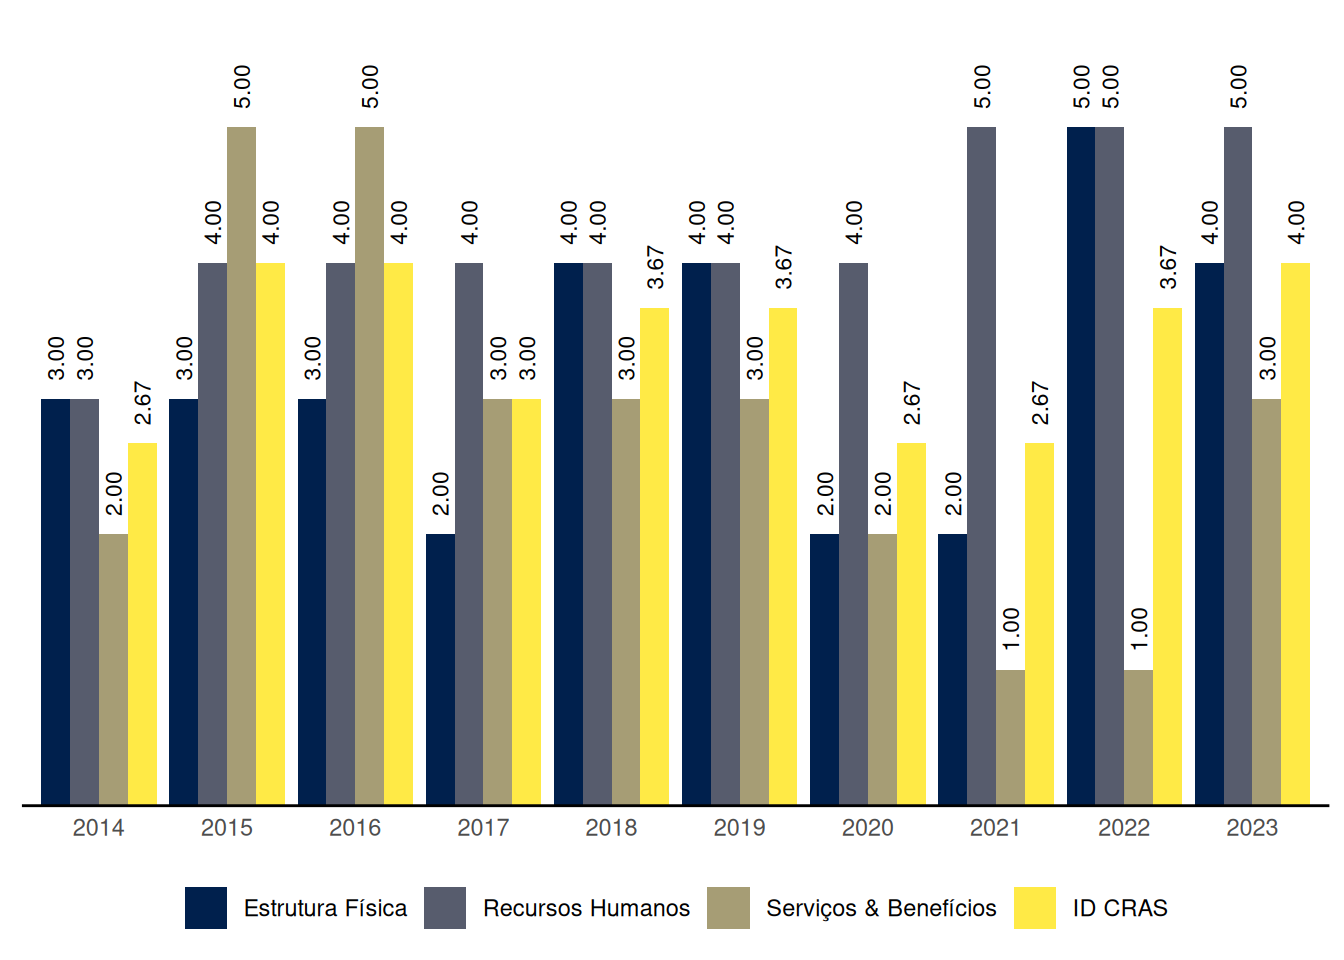 3.00 3.00 2.00 2.67
3.00 4.00 5.00 4.00
3.00 4.00 5.00 4.00
2.00 4.00 3.00 3.00
4.00 4.00 3.00 3.67
4.00 4.00 3.00 3.67
2.00 4.00 2.00 2.67
2.00 5.00 1.00 2.67
5.00 5.00 1.00 3.67
4.00 5.00 3.00 4.00
2014 2015 2016 2017 2018 2019 2020 2021 2022 2023
Estrutura Física Recursos Humanos Serviços & Benefícios ID CRAS